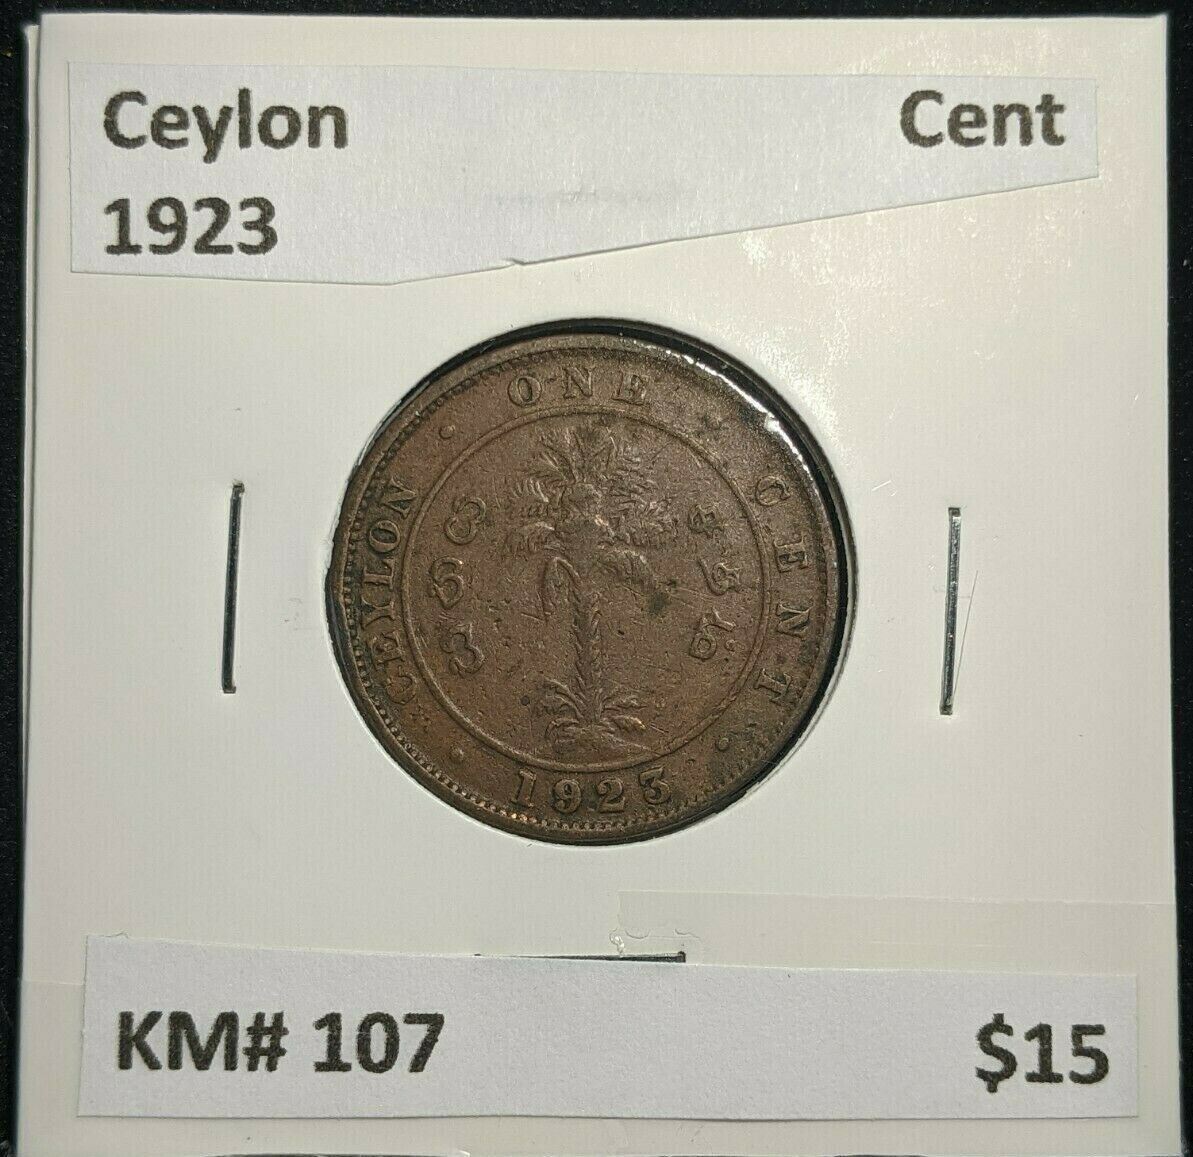 Ceylon Cent
1923
ONE CENT
CEYLON
1923
KM# 107 $15